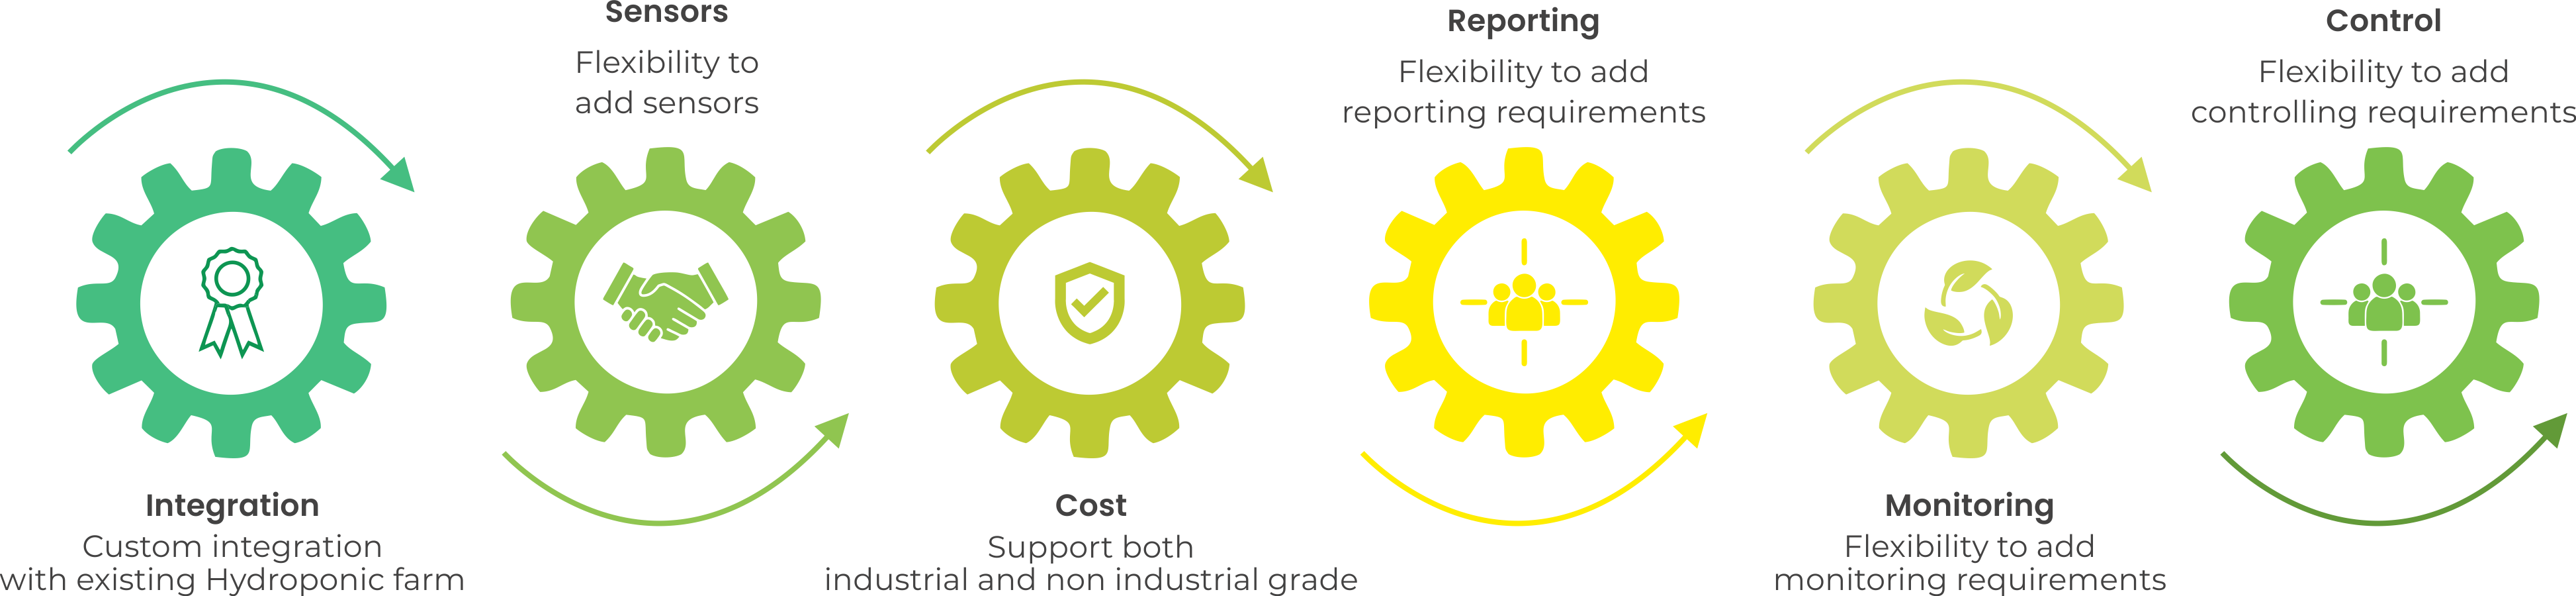 Integration
Custom integration
with existing Hydroponic farm
Sensors
Flexibility to
add sensors
Cost
Support both
industrial and non industrial grade
Reporting
Flexibility to add
reporting requirements
Monitoring
Flexibility to add
monitoring requirements
Control
Flexibility to add
controlling requirements